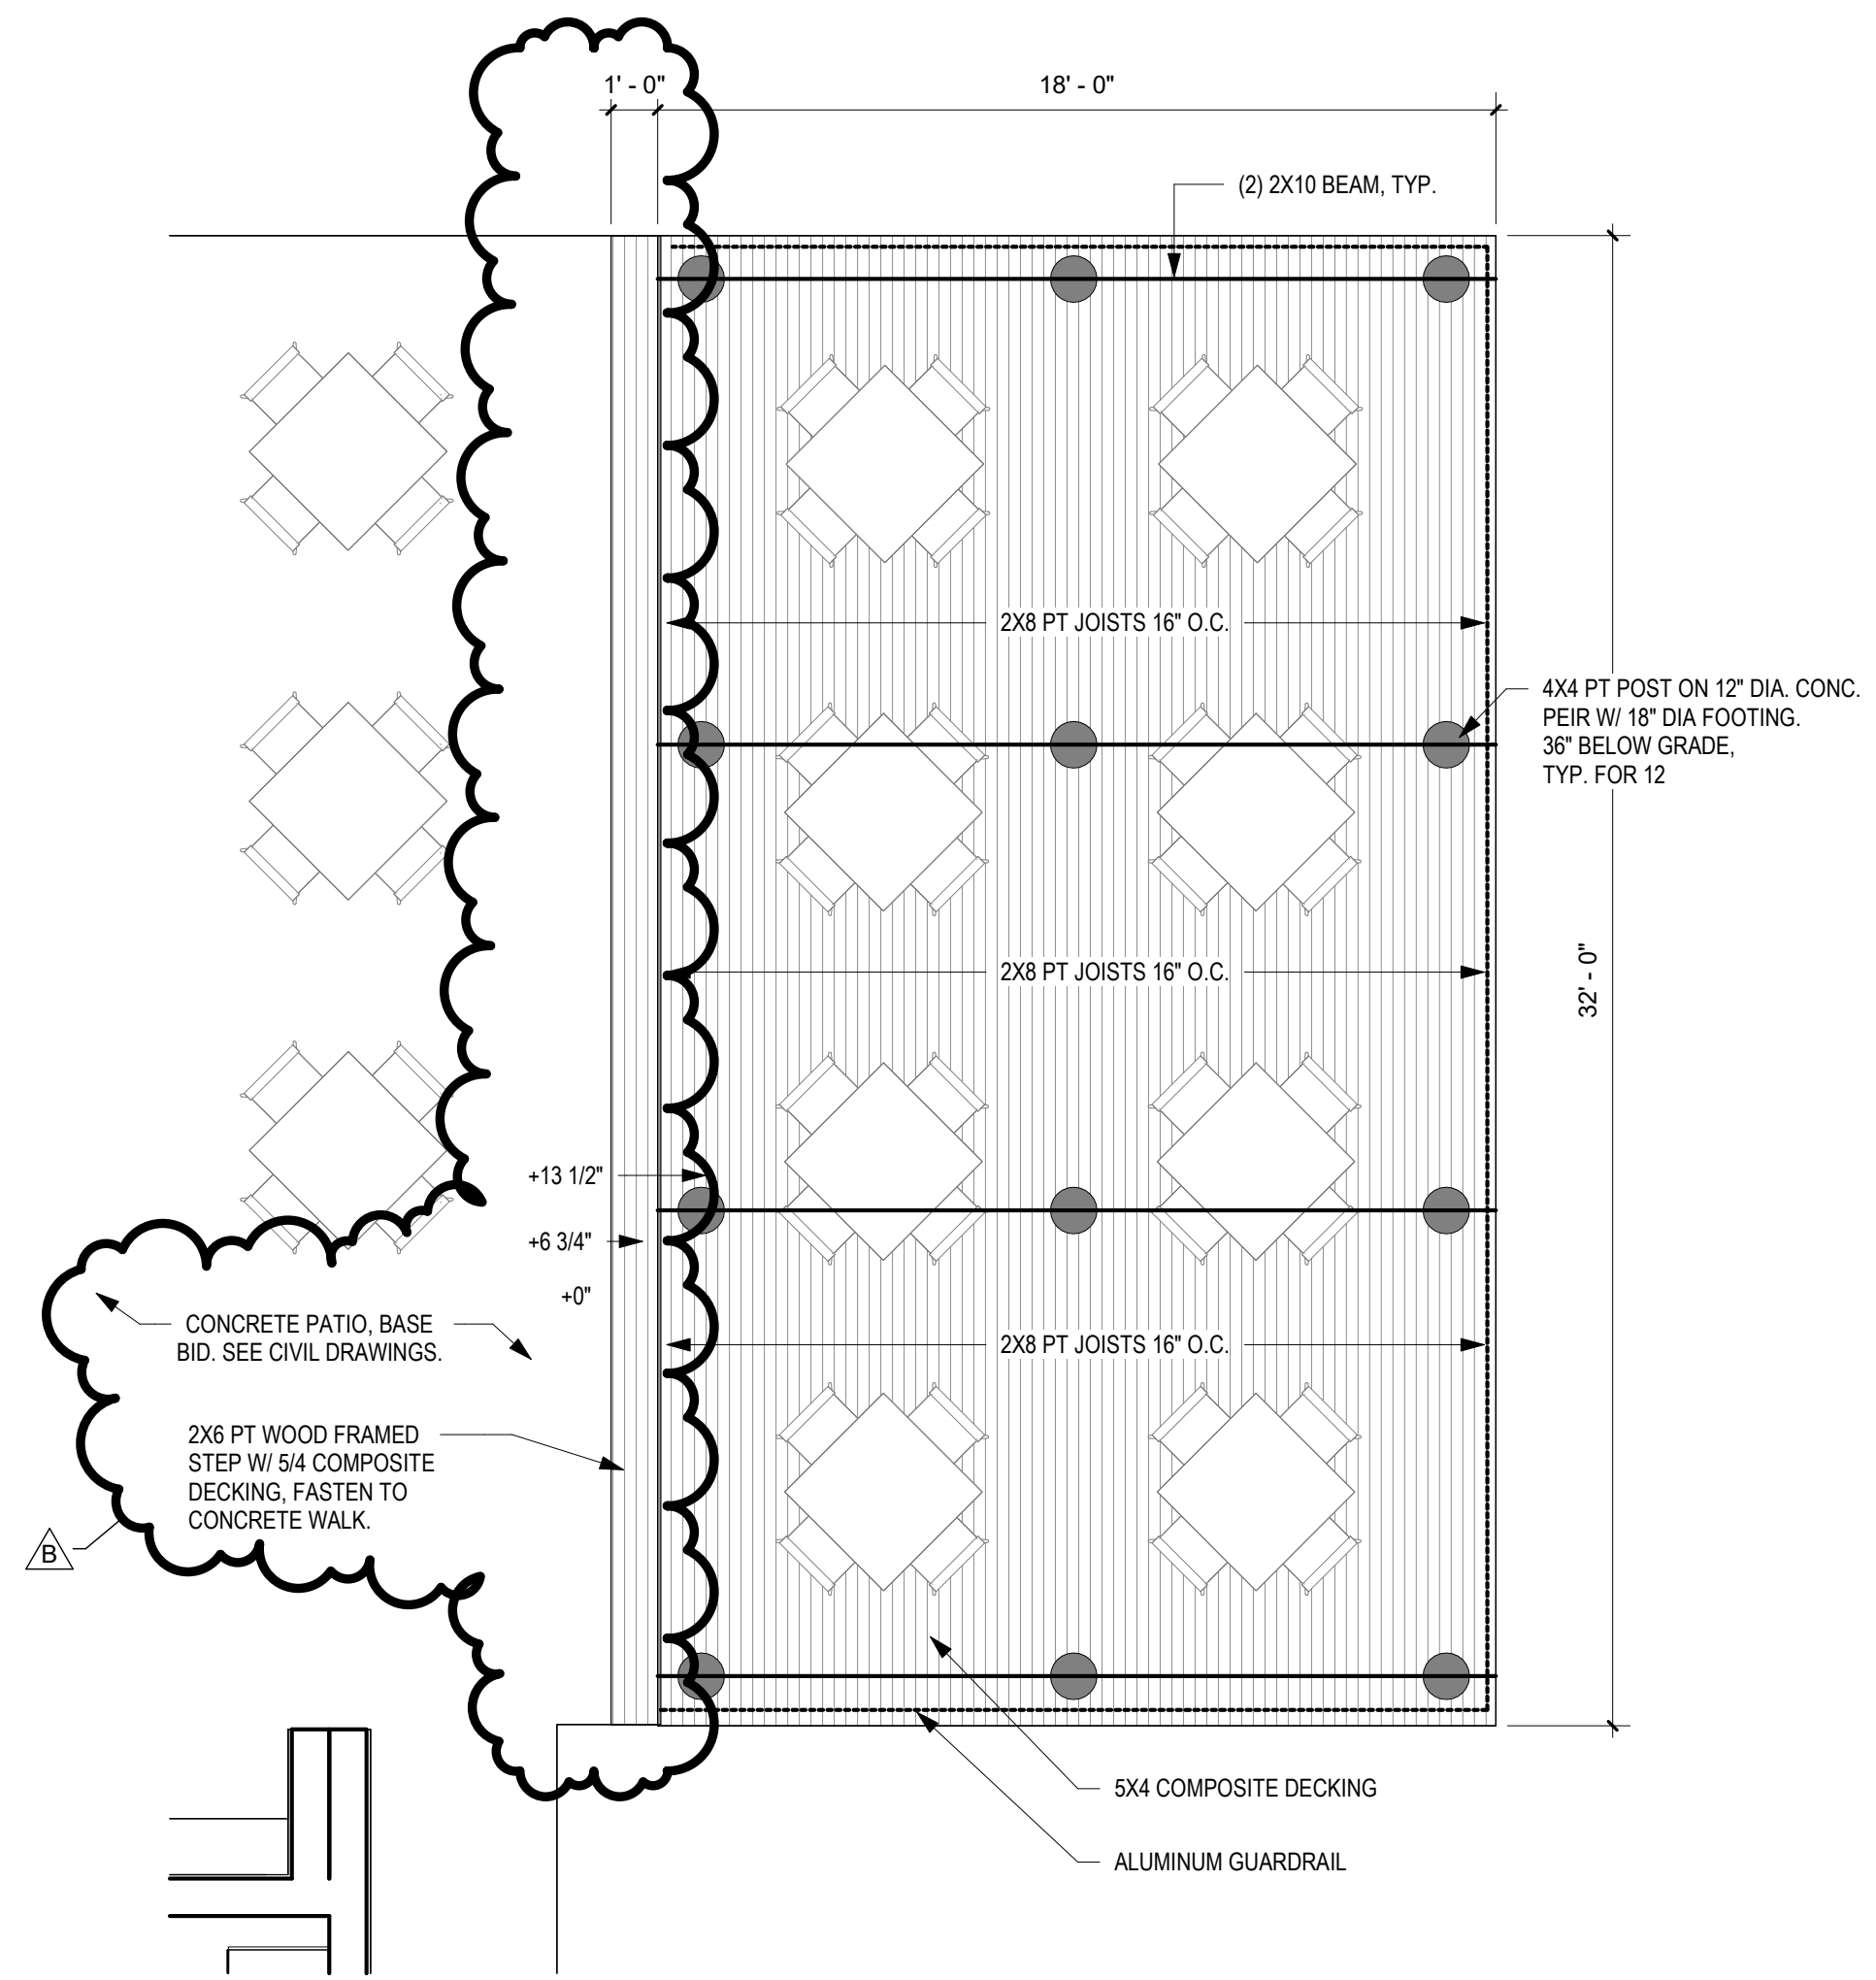 1' - 0"
18' - 0"
(2) 2X10 BEAM, TYP.
2X8 PT JOISTS 16" O.C.
4X4 PT POST ON 12" DIA. CONC.
PEIR W/ 18" DIA FOOTING.
36" BELOW GRADE,
TYP. FOR 12
2X8 PT JOISTS 16" O.C.
32' - 0"
+13 1/2"
+6 3/4"
+0"
CONCRETE PATIO, BASE
BID. SEE CIVIL DRAWINGS.
2X8 PT JOISTS 16" O.C.
2X6 PT WOOD FRAMED
STEP W/ 5/4 COMPOSITE
DECKING, FASTEN TO
CONCRETE WALK.
B
5X4 COMPOSITE DECKING
ALUMINUM GUARDRAIL